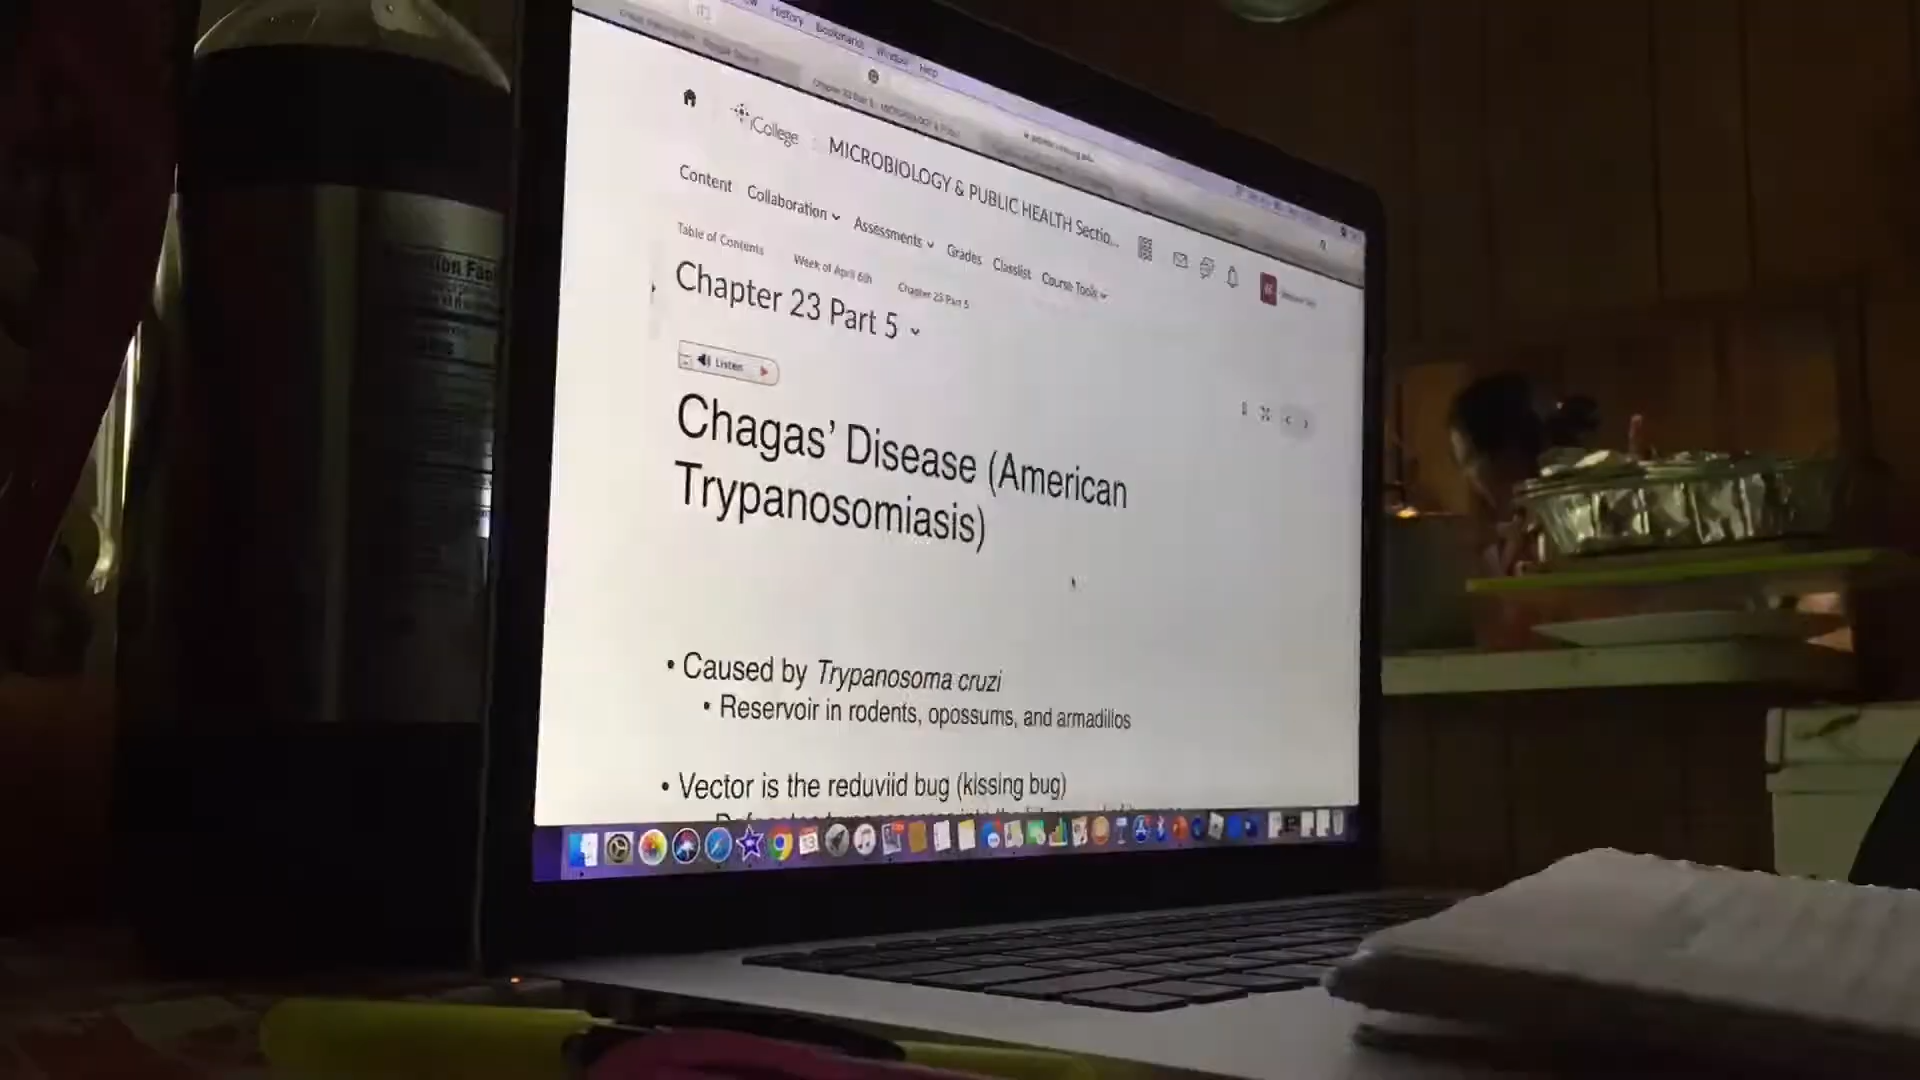 History Bookmarks Window Help
iCollege
MICROBIOLOGY & PUBLIC HEALTH Sectio...
Content Collaboration Assessments Grades Classlist Course Tools
Table of Contents Week of April 6th Chapter 23 Part 5
Chapter 23 Part 5
Listen
Chagas’ Disease (American
Trypanosomiasis)
• Caused by Trypanosoma cruzi
• Reservoir in rodents, opossums, and armadillos
• Vector is the reduviid bug (kissing bug)